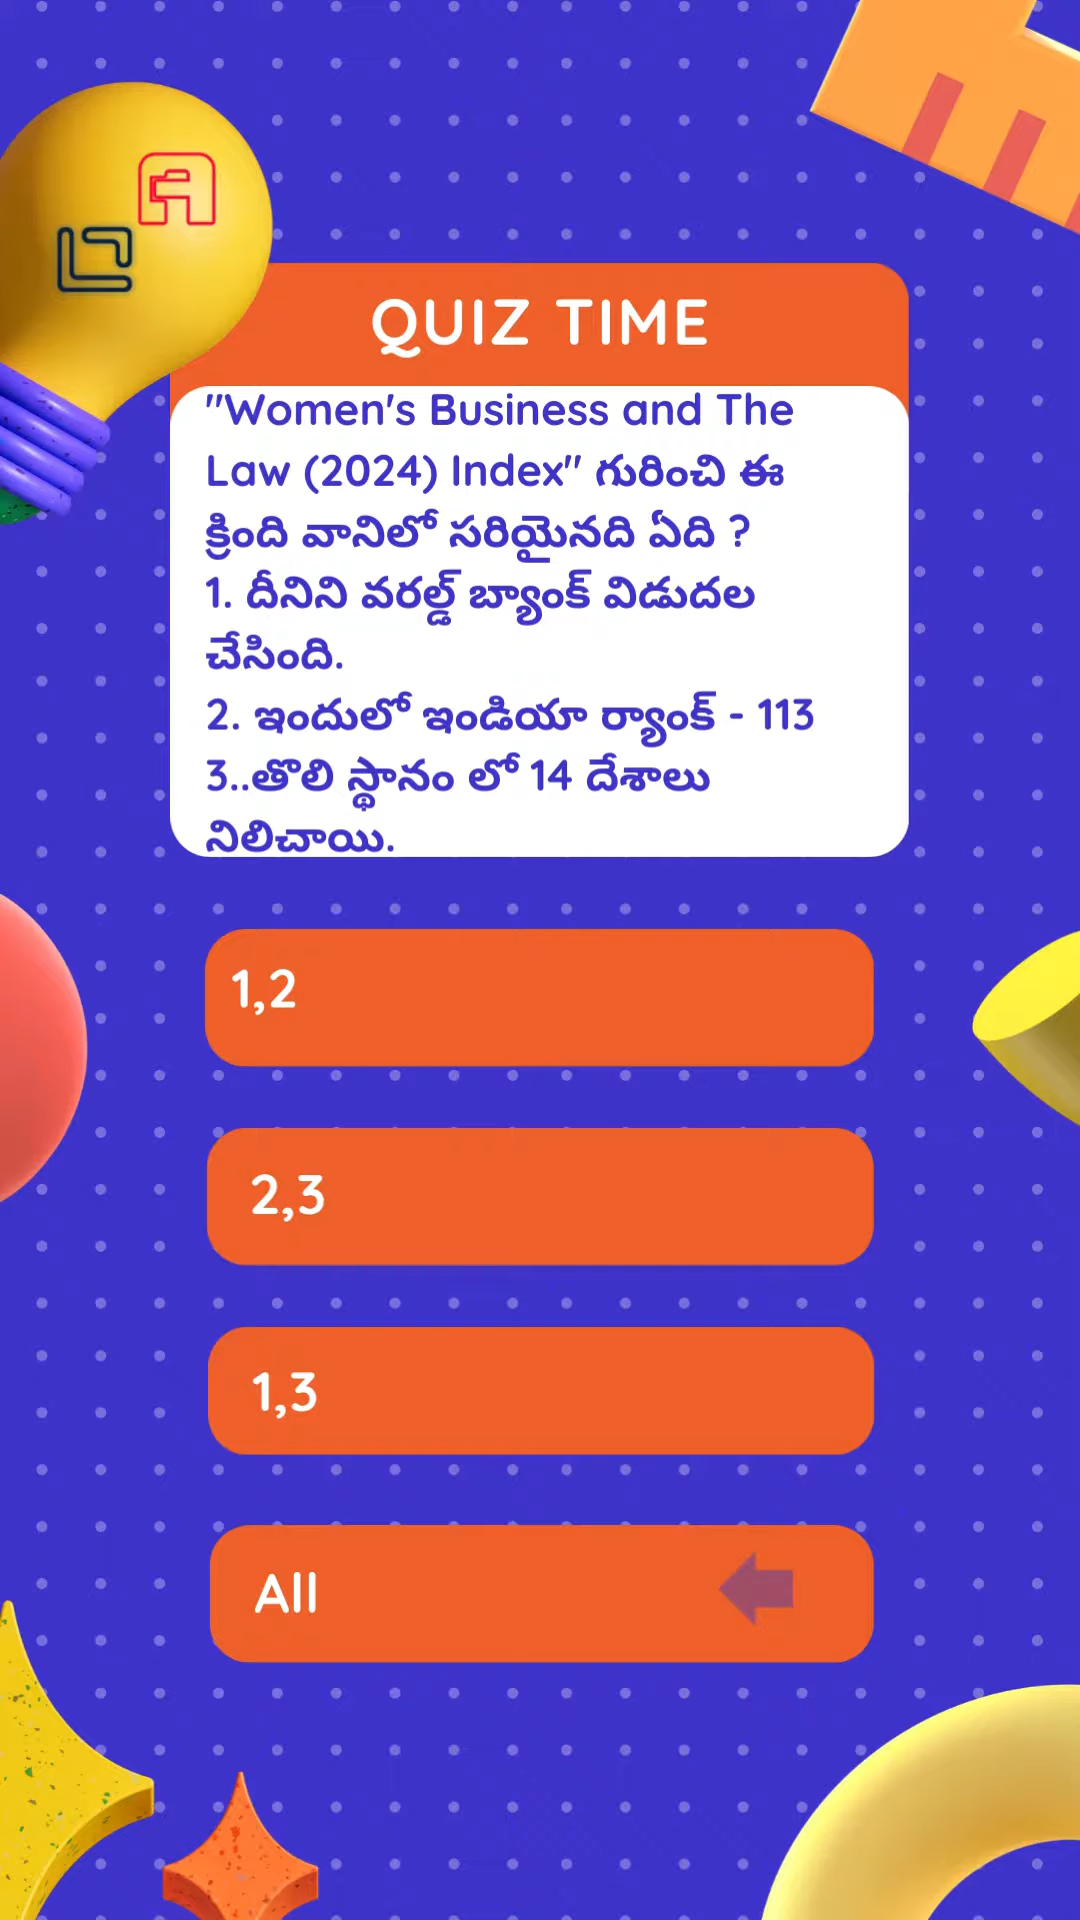 QUIZ TIME
"Women's Business and The
Law (2024) Index" గురించి ఈ
క్రింది వానిలో సరియైనది ఏది ?
1. దీనిని వరల్డ్ బ్యాంక్ విడుదల
చేసింది.
2. ఇందులో ఇండియా ర్యాంక్ - 113
3..తొలి స్థానం లో 14 దేశాలు
నిలిచాయి.
1,2
2,3
1,3
All